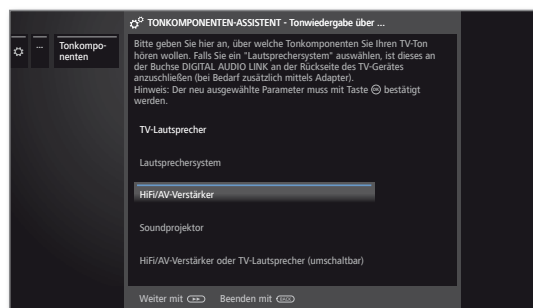 TONKOMPONENTEN-ASSISTENT - Tonwiedergabe über ...
...
Tonkompo-
nenten
Bitte geben Sie hier an, über welche Tonkomponenten Sie Ihren TV-Ton
hören wollen. Falls Sie ein "Lautsprechersystem" auswählen, ist dieses an
der Buchse DIGITAL AUDIO LINK an der Rückseite des TV-Gerätes
anzuschließen (bei Bedarf zusätzlich mittels Adapter).
Hinweis: Der neu ausgewählte Parameter muss mit Taste OK bestätigt
werden.
TV-Lautsprecher
Lautsprechersystem
HiFi/AV-Verstärker
Soundprojektor
HiFi/AV-Verstärker oder TV-Lautsprecher (umschaltbar)
Weiter mit Beenden mit BACK